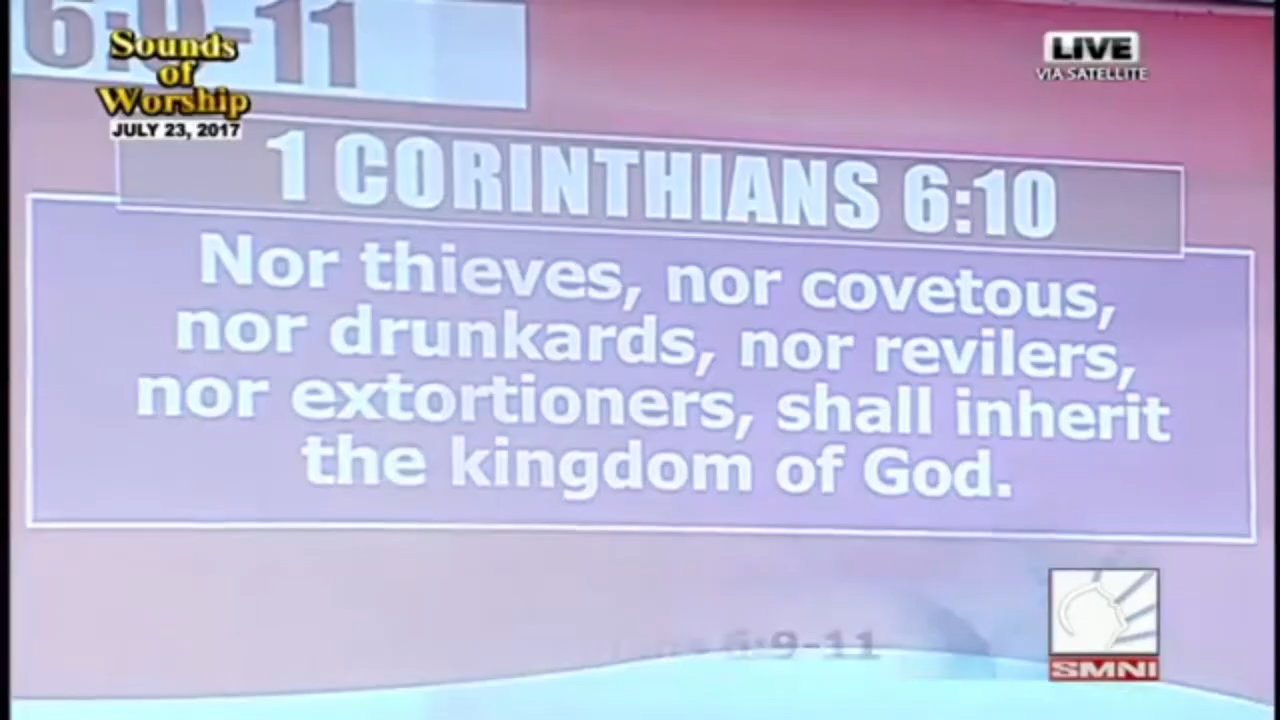 6:9-11
Sounds
of
Worship
JULY 23, 2017
LIVE
VIA SATELLITE
1 CORINTHIANS 6:10
Nor thieves, nor covetous,
nor drunkards, nor revilers,
nor extortioners, shall inherit
the kingdom of God.
6:9-11
SMNI